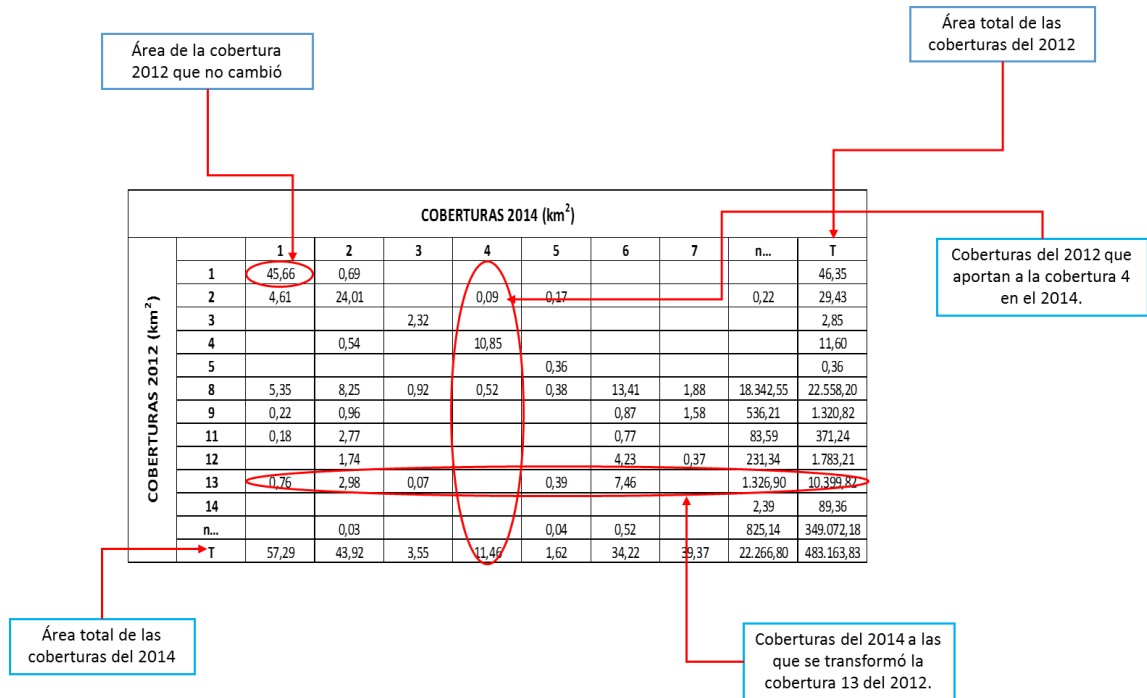 Área de la cobertura
2012 que no cambió
Área total de las
coberturas del 2012
COBERTURAS 2014 (km²)
1 2 3 4 5 6 7 n... T
Coberturas del 2012 que
aportan a la cobertura 4
en el 2014.
COBERTURAS 2012 (km²)
1 45,66 0,69 46,35
2 4,61 24,01 0,09 0,17 0,22 29,43
3 2,32 2,85
4 0,54 10,85 11,60
5 0,36 0,36
8 5,35 8,25 0,92 0,52 0,38 13,41 1,88 18.342,55 22.558,20
9 0,22 0,96 0,87 1,58 536,21 1.320,82
11 0,18 2,77 0,77 83,59 371,24
12 1,74 4,23 0,37 231,34 1.783,21
13 0,76 2,98 0,07 0,39 7,46 1.326,90 10.399,82
14 2,39 89,36
n... 0,03 0,04 0,52 825,14 349.072,18
T 57,29 43,92 3,55 11,46 1,62 34,22 39,37 22.266,80 483.163,83
Área total de las
coberturas del 2014
Coberturas del 2014 a las
que se transformó la
cobertura 13 del 2012.